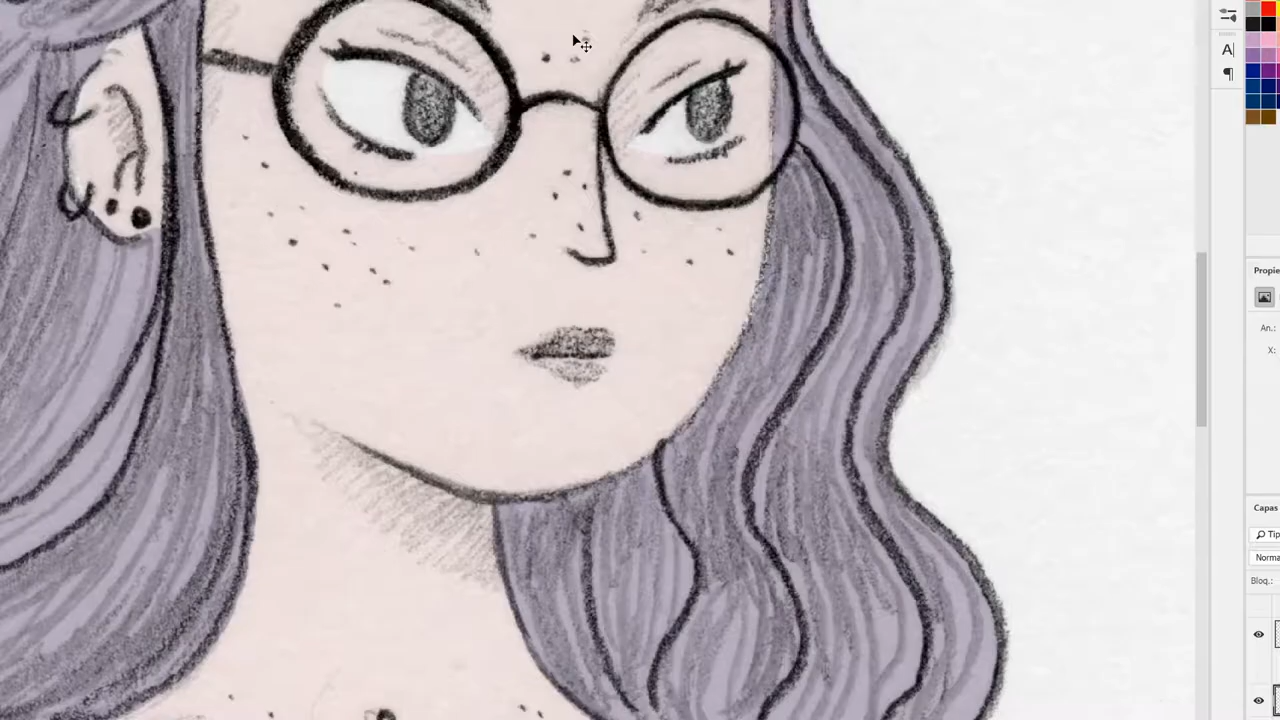 A|
¶
Propie
An.:
X:
Capas
Tip
Norma
Bloq.: